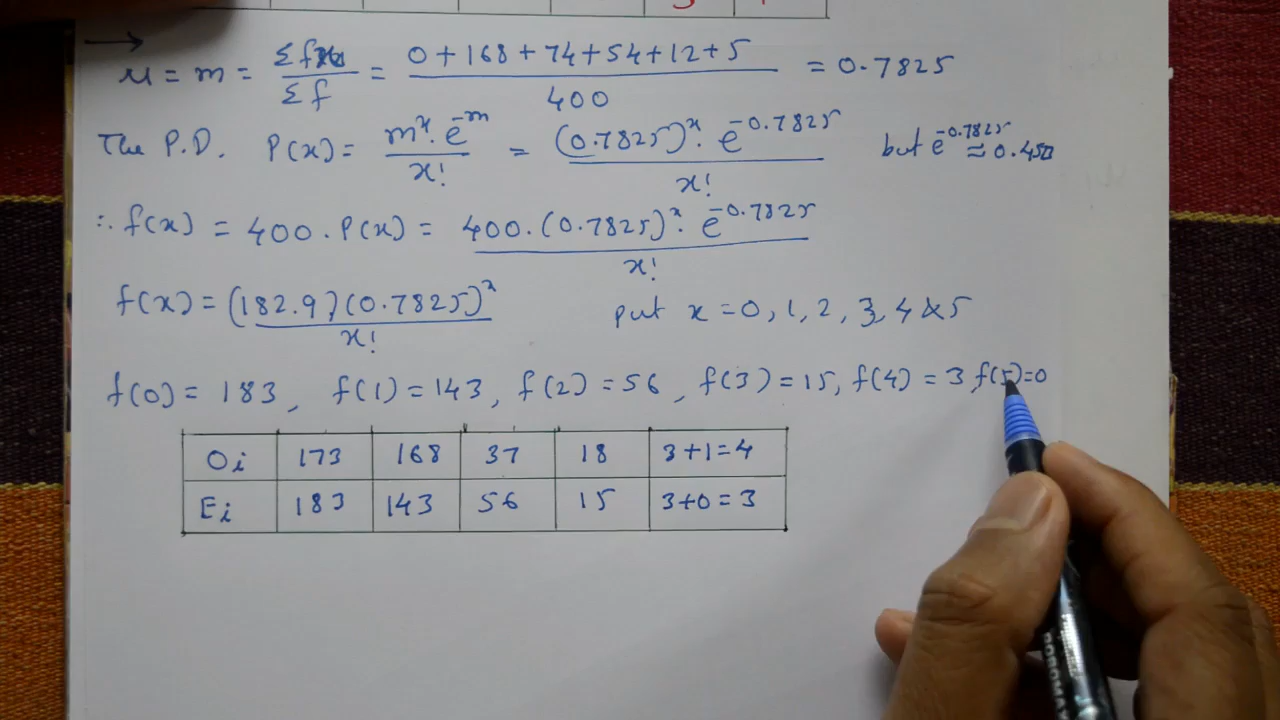 →
μ = m = Σfx / Σf = 0+168+74+54+12+5 / 400 = 0.7825
The P.D. P(x) = m^x · e^-m / x! = (0.7825)^x · e^-0.7825 / x! but e^-0.7825 ≈ 0.457
∴ f(x) = 400 · P(x) = 400 · (0.7825)^x · e^-0.7825 / x!
f(x) = (182.9)(0.7825)^x / x! put x = 0, 1, 2, 3, 4 & 5
f(0) = 183, f(1) = 143, f(2) = 56, f(3) = 15, f(4) = 3 f(5)=0
Oi 173 168 37 18 3+1=4
Ei 183 143 56 15 3+0=3